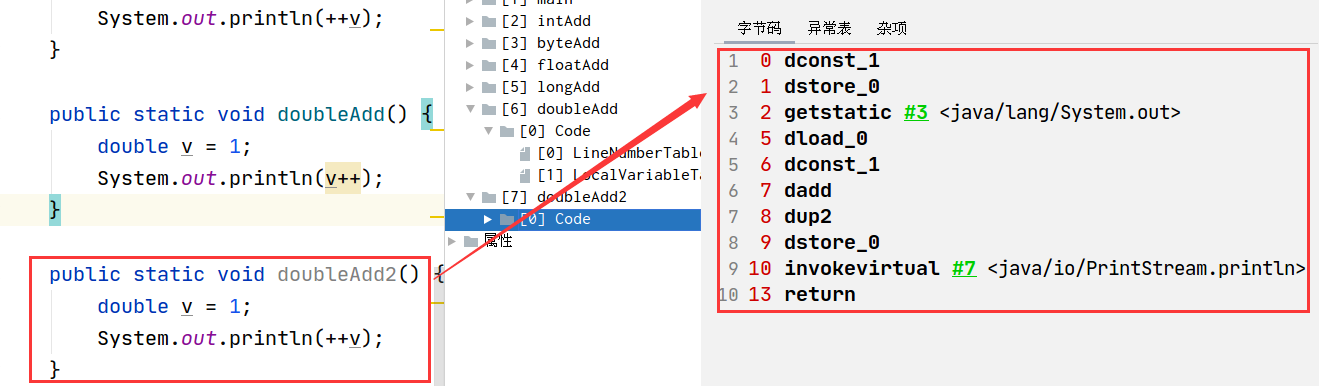 System.out.println(++v);
}
public static void doubleAdd() {
double v = 1;
System.out.println(v++);
}
public static void doubleAdd2() {
double v = 1;
System.out.println(++v);
}
[1] main
[2] intAdd
[3] byteAdd
[4] floatAdd
[5] longAdd
[6] doubleAdd
[0] Code
[0] LineNumberTable
[1] LocalVariableTa
[7] doubleAdd2
[0] Code
属性
字节码 异常表 杂项
1 0 dconst_1
2 1 dstore_0
3 2 getstatic #3 <java/lang/System.out>
4 5 dload_0
5 6 dconst_1
6 7 dadd
7 8 dup2
8 9 dstore_0
9 10 invokevirtual #7 <java/io/PrintStream.println>
10 13 return